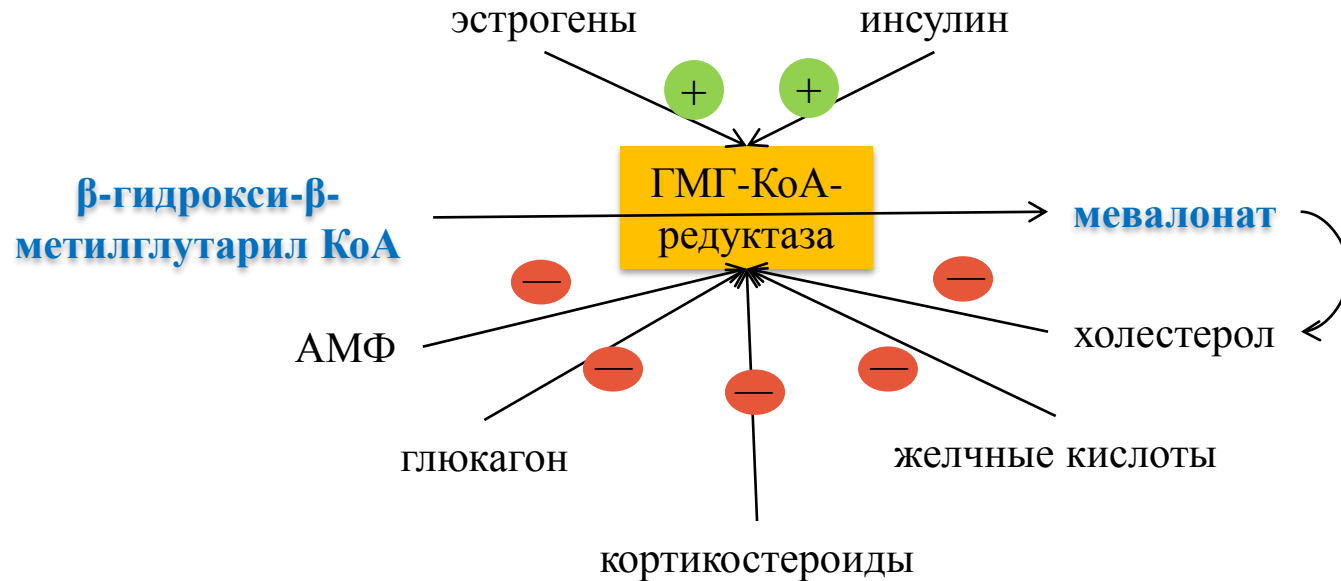 эстрогены
инсулин
+
+
ГМГ-КоА-
редуктаза
β-гидрокси-β-
метилглутарил КоА
мевалонат
—
—
АМФ
холестерол
—
—
—
глюкагон
желчные кислоты
кортикостероиды